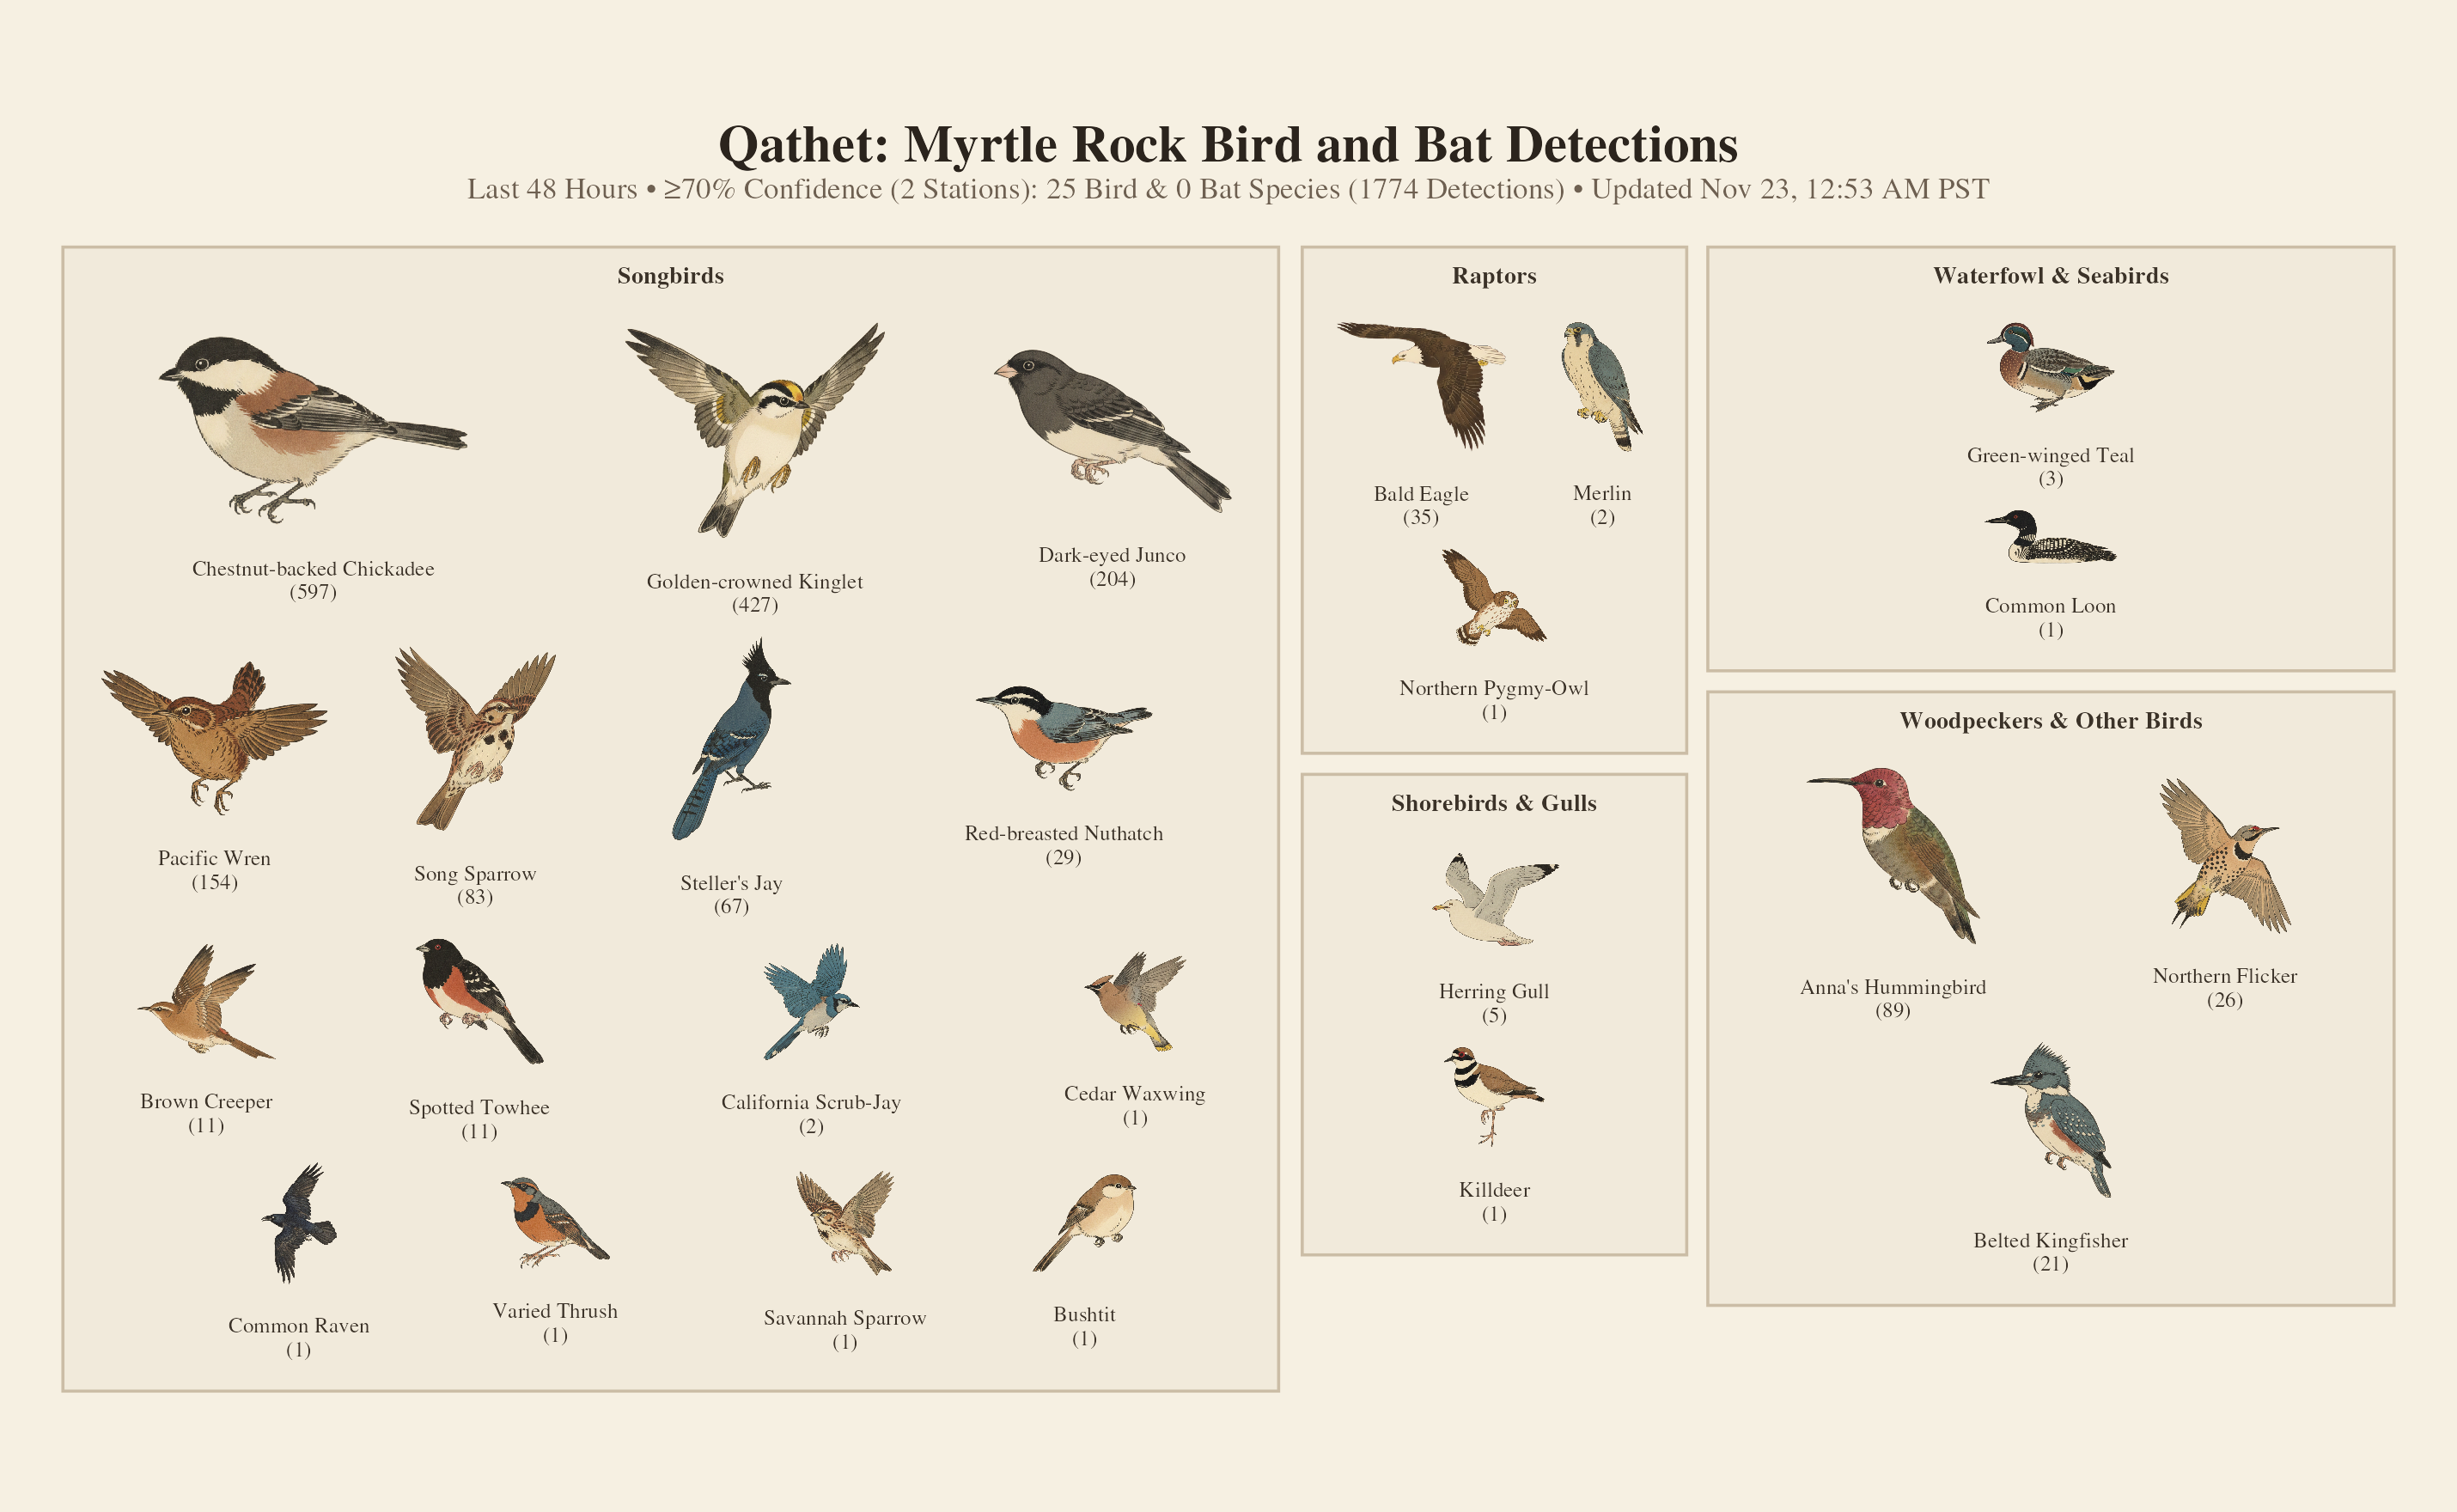 Qathet: Myrtle Rock Bird and Bat Detections
Last 48 Hours • ≥70% Confidence (2 Stations): 25 Bird & 0 Bat Species (1774 Detections) • Updated Nov 23, 12:53 AM PST
Songbirds
Chestnut-backed Chickadee
(597)
Golden-crowned Kinglet
(427)
Dark-eyed Junco
(204)
Pacific Wren
(154)
Song Sparrow
(83)
Steller's Jay
(67)
Red-breasted Nuthatch
(29)
Brown Creeper
(11)
Spotted Towhee
(11)
California Scrub-Jay
(2)
Cedar Waxwing
(1)
Common Raven
(1)
Varied Thrush
(1)
Savannah Sparrow
(1)
Bushtit
(1)
Raptors
Bald Eagle
(35)
Merlin
(2)
Northern Pygmy-Owl
(1)
Shorebirds & Gulls
Herring Gull
(5)
Killdeer
(1)
Waterfowl & Seabirds
Green-winged Teal
(3)
Common Loon
(1)
Woodpeckers & Other Birds
Anna's Hummingbird
(89)
Northern Flicker
(26)
Belted Kingfisher
(21)